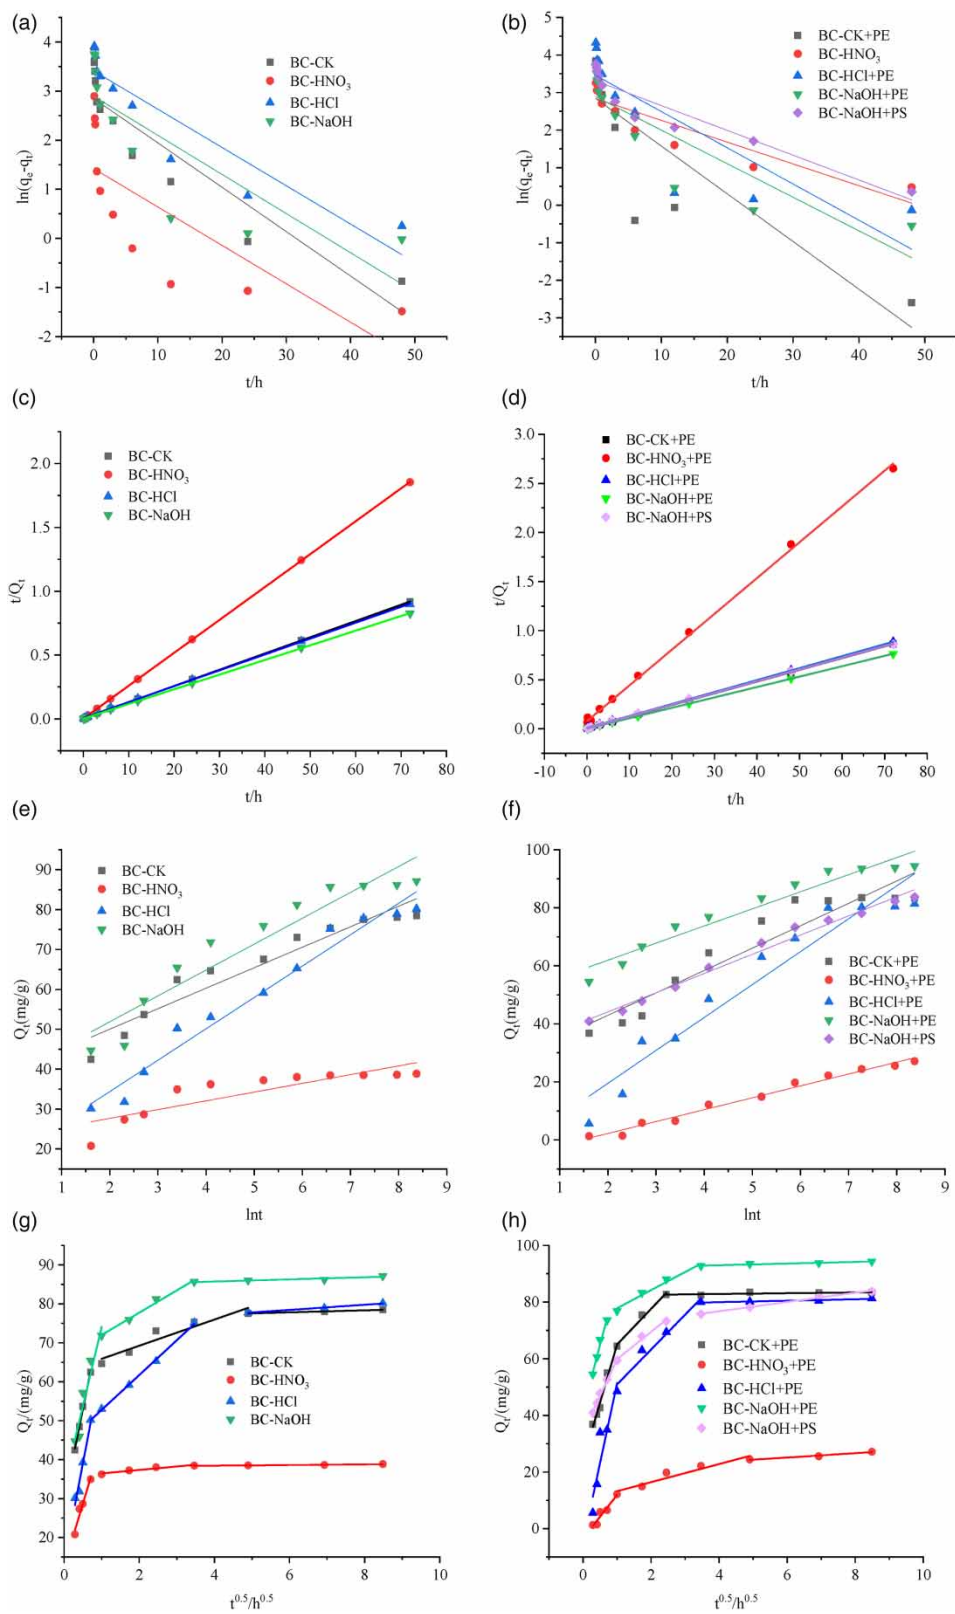 (a)
4
3
2
1
0
-1
-2
ln(qe-qt)
BC-CK
BC-HNO3
BC-HCl
BC-NaOH
0 10 20 30 40 50
t/h
(b)
5
4
3
2
1
0
-1
-2
-3
ln(qe-qt)
BC-CK+PE
BC-HNO3
BC-HCl+PE
BC-NaOH+PE
BC-NaOH+PS
0 10 20 30 40 50
t/h
(c)
2.0
1.5
1.0
0.5
0.0
t/Qt
BC-CK
BC-HNO3
BC-HCl
BC-NaOH
0 10 20 30 40 50 60 70 80
t/h
(d)
3.0
2.5
2.0
1.5
1.0
0.5
0.0
t/Qt
BC-CK+PE
BC-HNO3+PE
BC-HCl+PE
BC-NaOH+PE
BC-NaOH+PS
-10 0 10 20 30 40 50 60 70 80
t/h
(e)
90
80
70
60
50
40
30
20
Qt(mg/g)
BC-CK
BC-HNO3
BC-HCl
BC-NaOH
1 2 3 4 5 6 7 8 9
lnt
(f)
100
80
60
40
20
0
Qt(mg/g)
BC-CK+PE
BC-HNO3+PE
BC-HCl+PE
BC-NaOH+PE
BC-NaOH+PS
1 2 3 4 5 6 7 8 9
lnt
(g)
90
80
70
60
50
40
30
20
Qt/(mg/g)
BC-CK
BC-HNO3
BC-HCl
BC-NaOH
0 2 4 6 8 10
t0.5/h0.5
(h)
100
80
60
40
20
0
Qt/(mg/g)
BC-CK+PE
BC-HNO3+PE
BC-HCl+PE
BC-NaOH+PE
BC-NaOH+PS
0 2 4 6 8 10
t0.5/h0.5